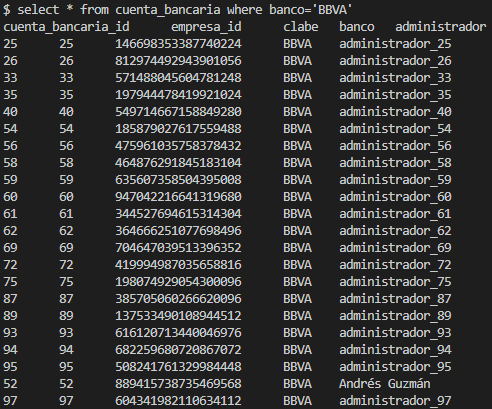 $ select * from cuenta_bancaria where banco='BBVA'
cuenta_bancaria_id empresa_id clabe banco administrador
25 25 146698353387740224 BBVA administrador_25
26 26 812974492943901056 BBVA administrador_26
33 33 571488045604781248 BBVA administrador_33
35 35 197944478419921024 BBVA administrador_35
40 40 549714667158849280 BBVA administrador_40
54 54 185879027617559488 BBVA administrador_54
56 56 475961035758378432 BBVA administrador_56
58 58 464876291845183104 BBVA administrador_58
59 59 635607358504395008 BBVA administrador_59
60 60 947042216641319680 BBVA administrador_60
61 61 344527694615314304 BBVA administrador_61
62 62 364666251077698496 BBVA administrador_62
69 69 704647039513396352 BBVA administrador_69
72 72 419994987035658816 BBVA administrador_72
75 75 198074929054300096 BBVA administrador_75
87 87 385705060266620096 BBVA administrador_87
89 89 137533490108944512 BBVA administrador_89
93 93 616120713440046976 BBVA administrador_93
94 94 682259680720867072 BBVA administrador_94
95 95 508241761329984448 BBVA administrador_95
52 52 889415738735469568 BBVA Andrés Guzmán
97 97 604341982110634112 BBVA administrador_97